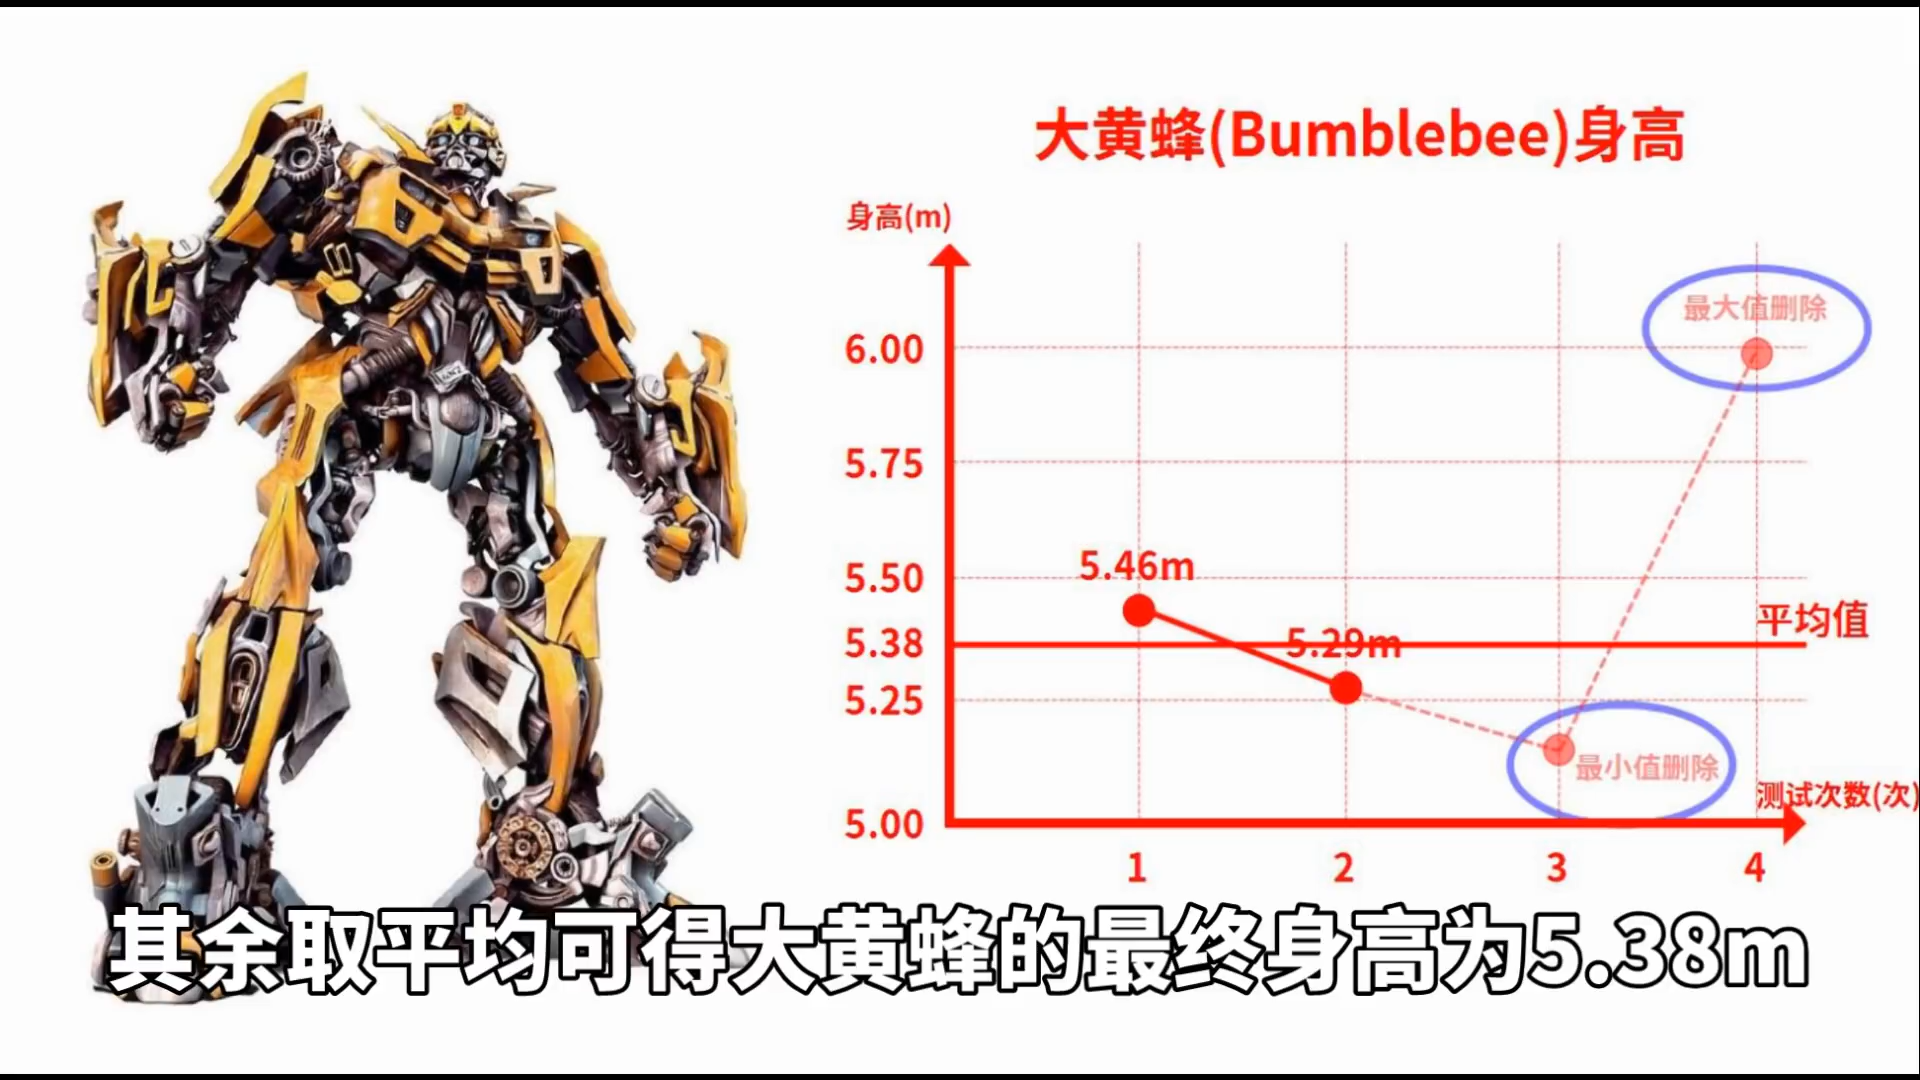 大黄蜂(Bumblebee)身高
身高(m)
最大值删除
6.00
5.75
5.46m
5.50
平均值
5.38
5.29m
5.25
最小值删除
测试次数(次)
5.00
1 2 3 4
其余取平均可得大黄蜂的最终身高为5.38m